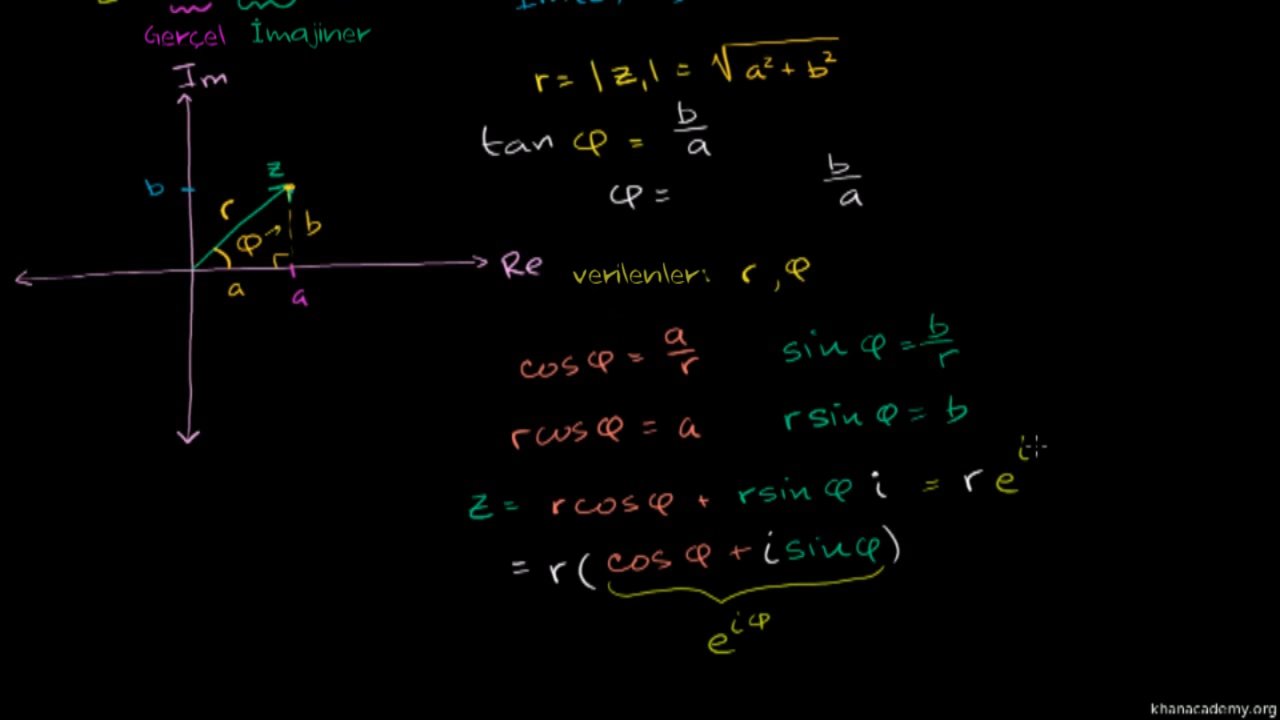 Gerçel İmajiner
Im
r = |z₁| = √a² + b²
tan φ = b/a
φ = b/a
z
b
r
φ
b
Re
a
a
verilenler: r, φ
cos φ = a/r
sin φ = b/r
r cos φ = a
r sin φ = b
z = r cos φ + r sin φ i = r e^i
= r ( cos φ + i sin φ )
e^iφ
khanacademy.org